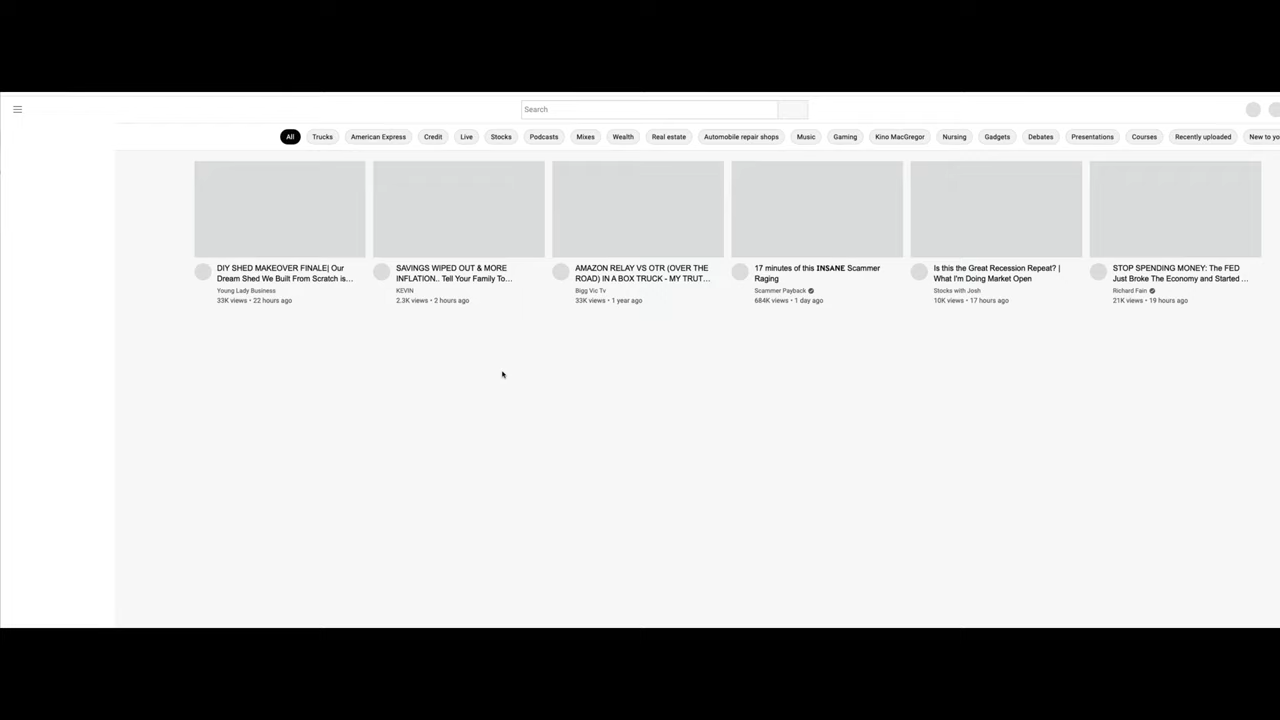 Search
All Trucks American Express Credit Live Stocks Podcasts Mixes Wealth Real estate Automobile repair shops Music Gaming Kino MacGregor Nursing Gadgets Debates Presentations Courses Recently uploaded New to yo
DIY SHED MAKEOVER FINALE| Our
Dream Shed We Built From Scratch is…
Young Lady Business
33K views • 22 hours ago
SAVINGS WIPED OUT & MORE
INFLATION.. Tell Your Family To…
KEVIN
2.3K views • 2 hours ago
AMAZON RELAY VS OTR (OVER THE
ROAD) IN A BOX TRUCK - MY TRUT…
Bigg Vic Tv
33K views • 1 year ago
17 minutes of this INSANE Scammer
Raging
Scammer Payback
684K views • 1 day ago
Is this the Great Recession Repeat? |
What I'm Doing Market Open
Stocks with Josh
10K views • 17 hours ago
STOP SPENDING MONEY: The FED
Just Broke The Economy and Started …
Richard Fain
21K views • 19 hours ago